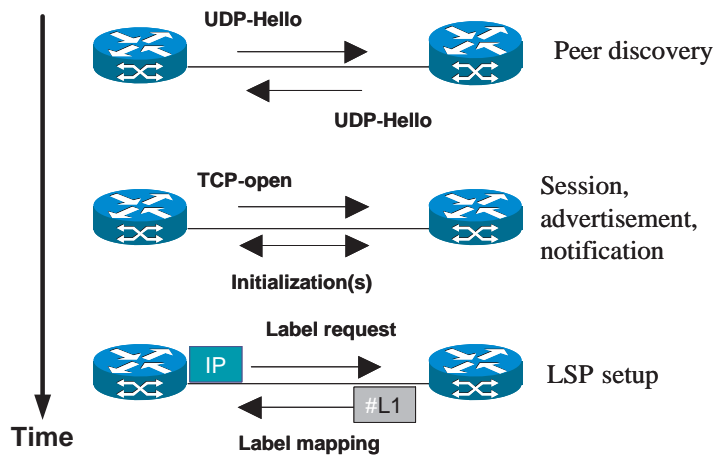 UDP-Hello
Peer discovery
UDP-Hello
TCP-open
Session,
advertisement,
notification
Initialization(s)
Label request
IP
LSP setup
#L1
Label mapping
Time